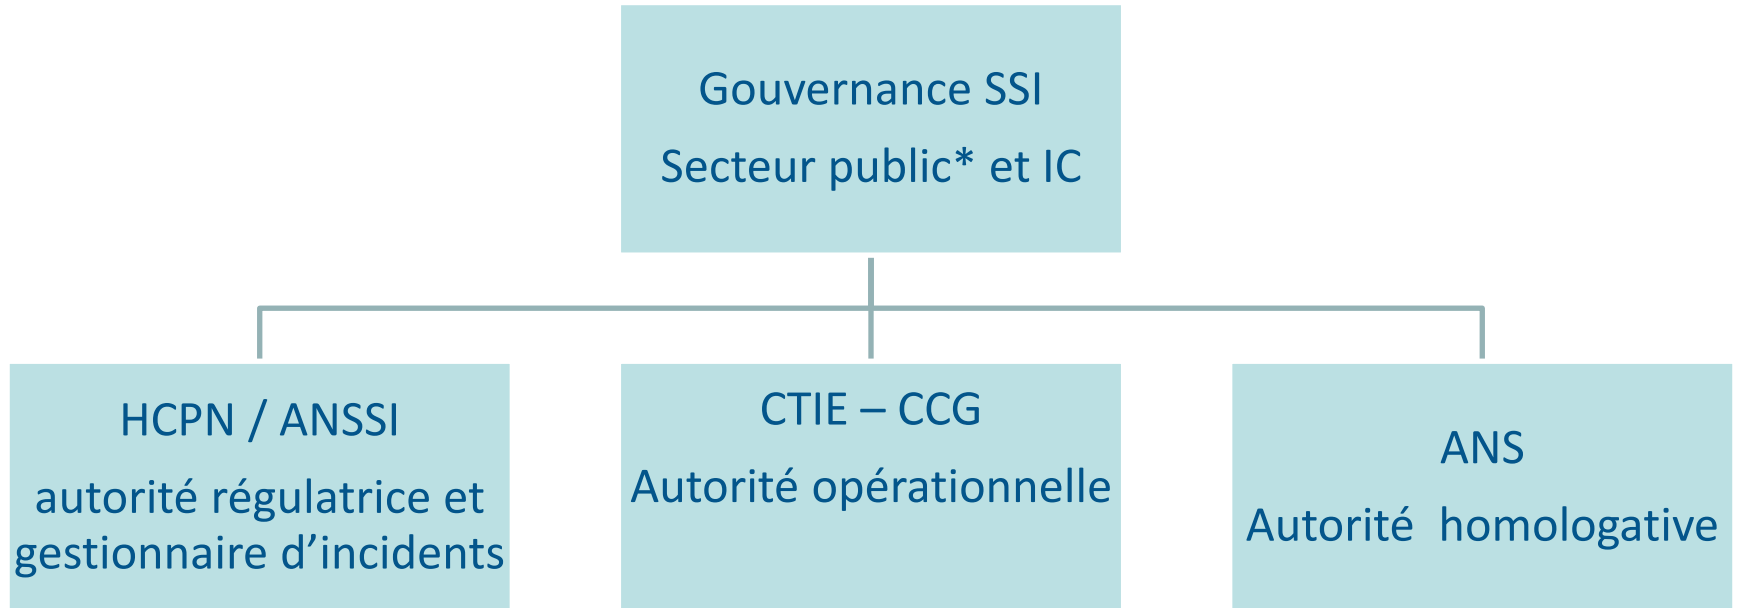 Gouvernance SSI
Secteur public* et IC
HCPN / ANSSI
autorité régulatrice et
gestionnaire d’incidents
CTIE – CCG
Autorité opérationnelle
ANS
Autorité  homologative